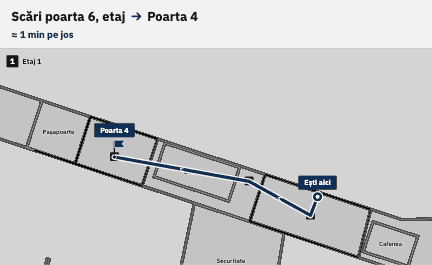 Scări poarta 6, etaj → Poarta 4
≈ 1 min pe jos
1 Etaj 1
Pașapoarte
Poarta 4
Ești aici
Cafenea
Securitate